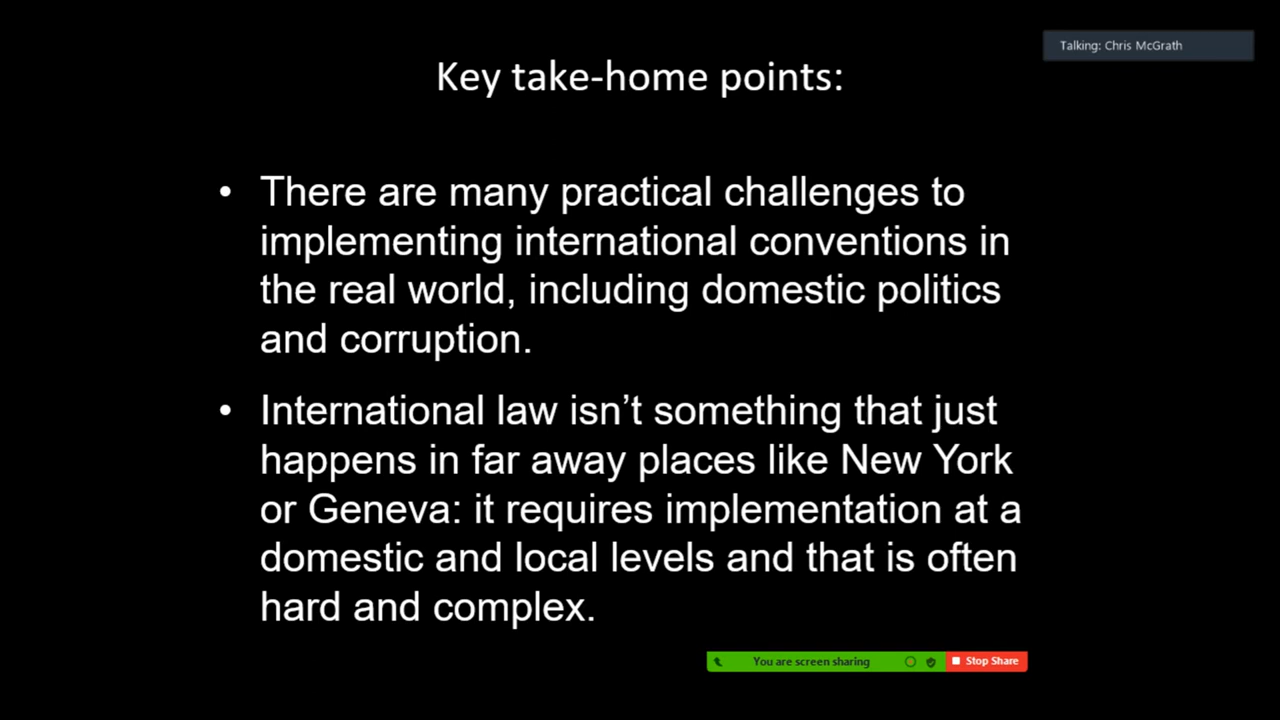 Talking: Chris McGrath
Key take-home points:
• There are many practical challenges to
implementing international conventions in
the real world, including domestic politics
and corruption.
• International law isn’t something that just
happens in far away places like New York
or Geneva: it requires implementation at a
domestic and local levels and that is often
hard and complex.
You are screen sharing
Stop Share